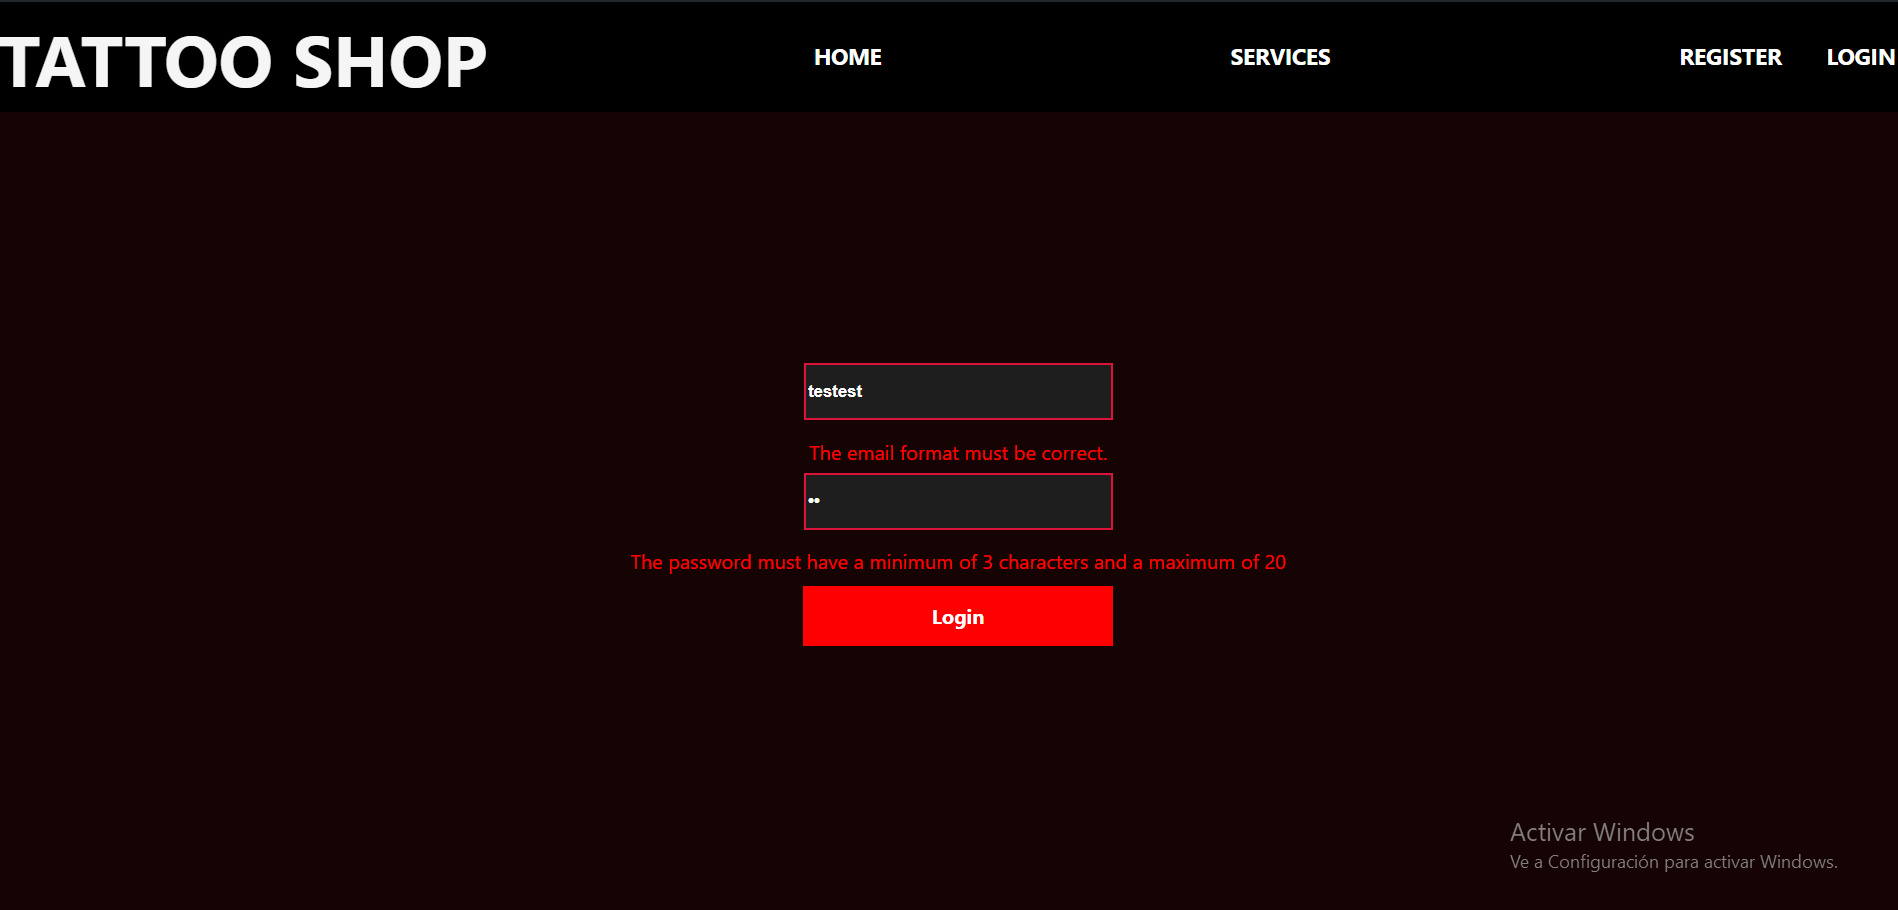 TATTOO SHOP HOME SERVICES REGISTER LOGIN
testest
The email format must be correct.
••
The password must have a minimum of 3 characters and a maximum of 20
Login
Activar Windows
Ve a Configuración para activar Windows.